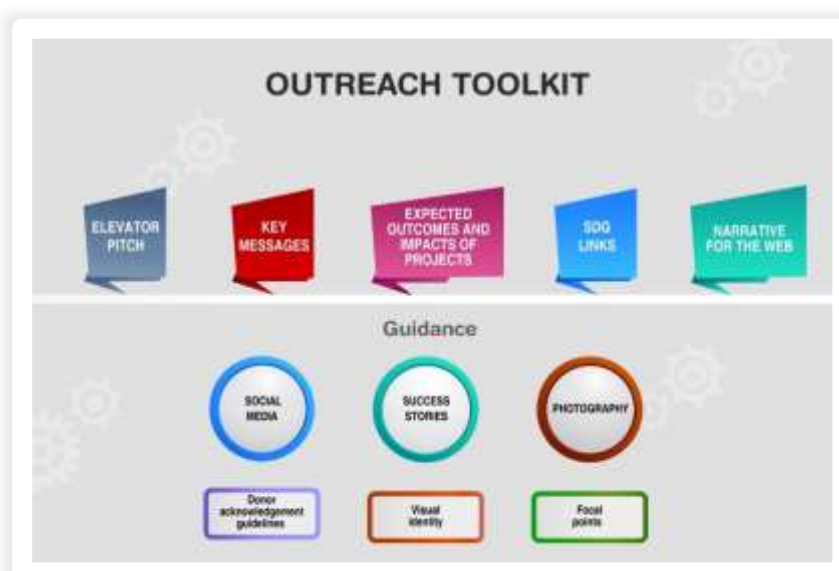 OUTREACH TOOLKIT
ELEVATOR
PITCH
KEY
MESSAGES
EXPECTED
OUTCOMES AND
IMPACTS OF
PROJECTS
SDG
LINKS
NARRATIVE
FOR THE WEB
Guidance
SOCIAL
MEDIA
SUCCESS
STORIES
PHOTOGRAPHY
Donor
acknowledgement
guidelines
Visual
identity
Focal
points